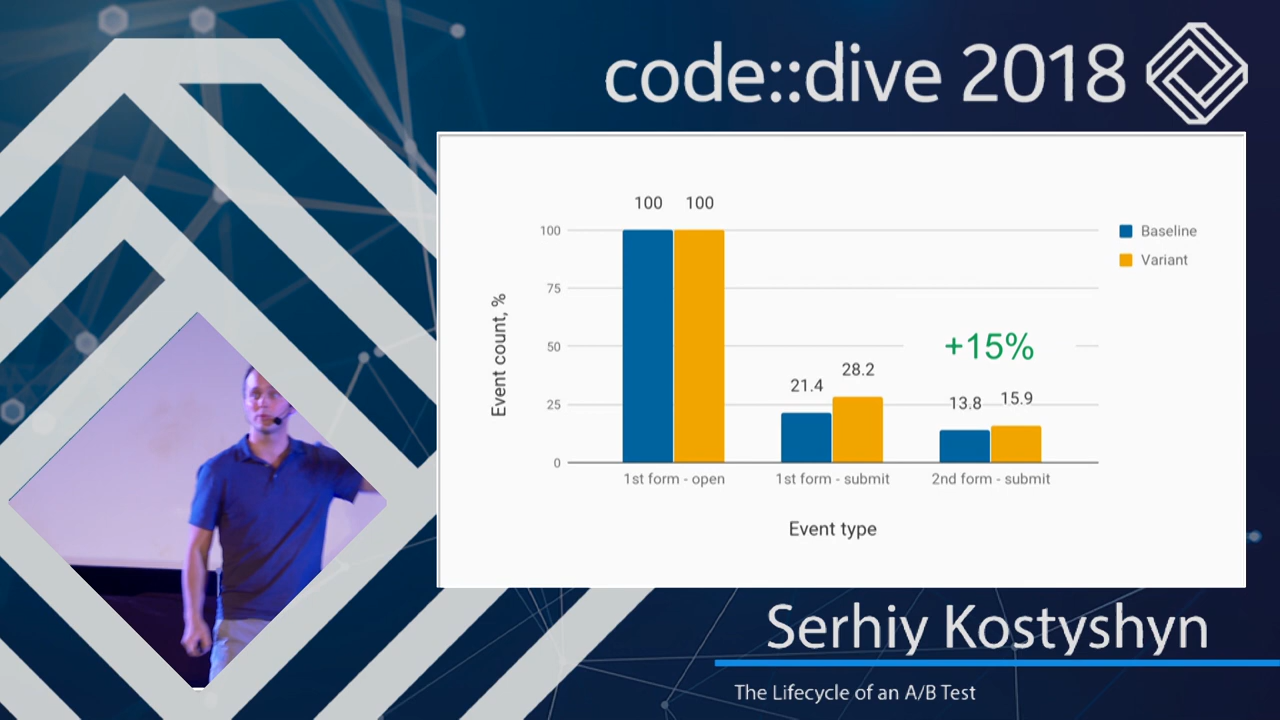 code::dive 2018
100 100
100
75
50
25
0
Event count, %
21.4
28.2
+15%
13.8
15.9
1st form - open
1st form - submit
2nd form - submit
Event type
Baseline
Variant
Serhiy Kostyshyn
The Lifecycle of an A/B Test